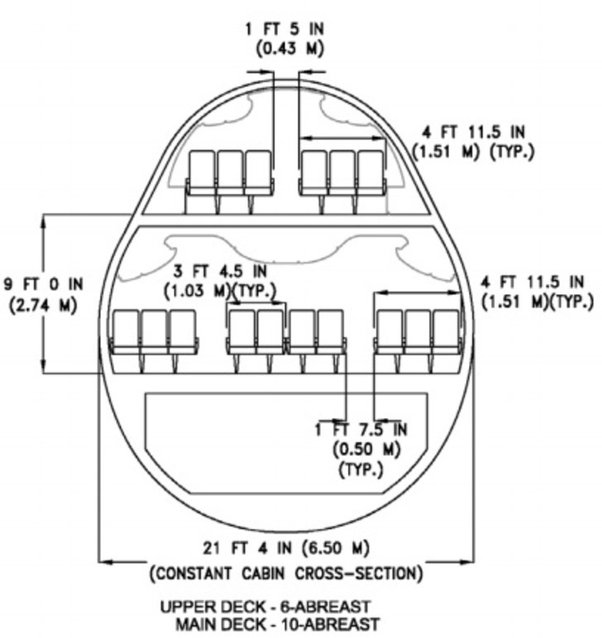 1 FT 5 IN
(0.43 M)
4 FT 11.5 IN
(1.51 M) (TYP.)
9 FT 0 IN
(2.74 M)
3 FT 4.5 IN
(1.03 M)(TYP.)
4 FT 11.5 IN
(1.51 M)(TYP.)
1 FT 7.5 IN
(0.50 M)
(TYP.)
21 FT 4 IN (6.50 M)
(CONSTANT CABIN CROSS-SECTION)
UPPER DECK - 6-ABREAST
MAIN DECK - 10-ABREAST